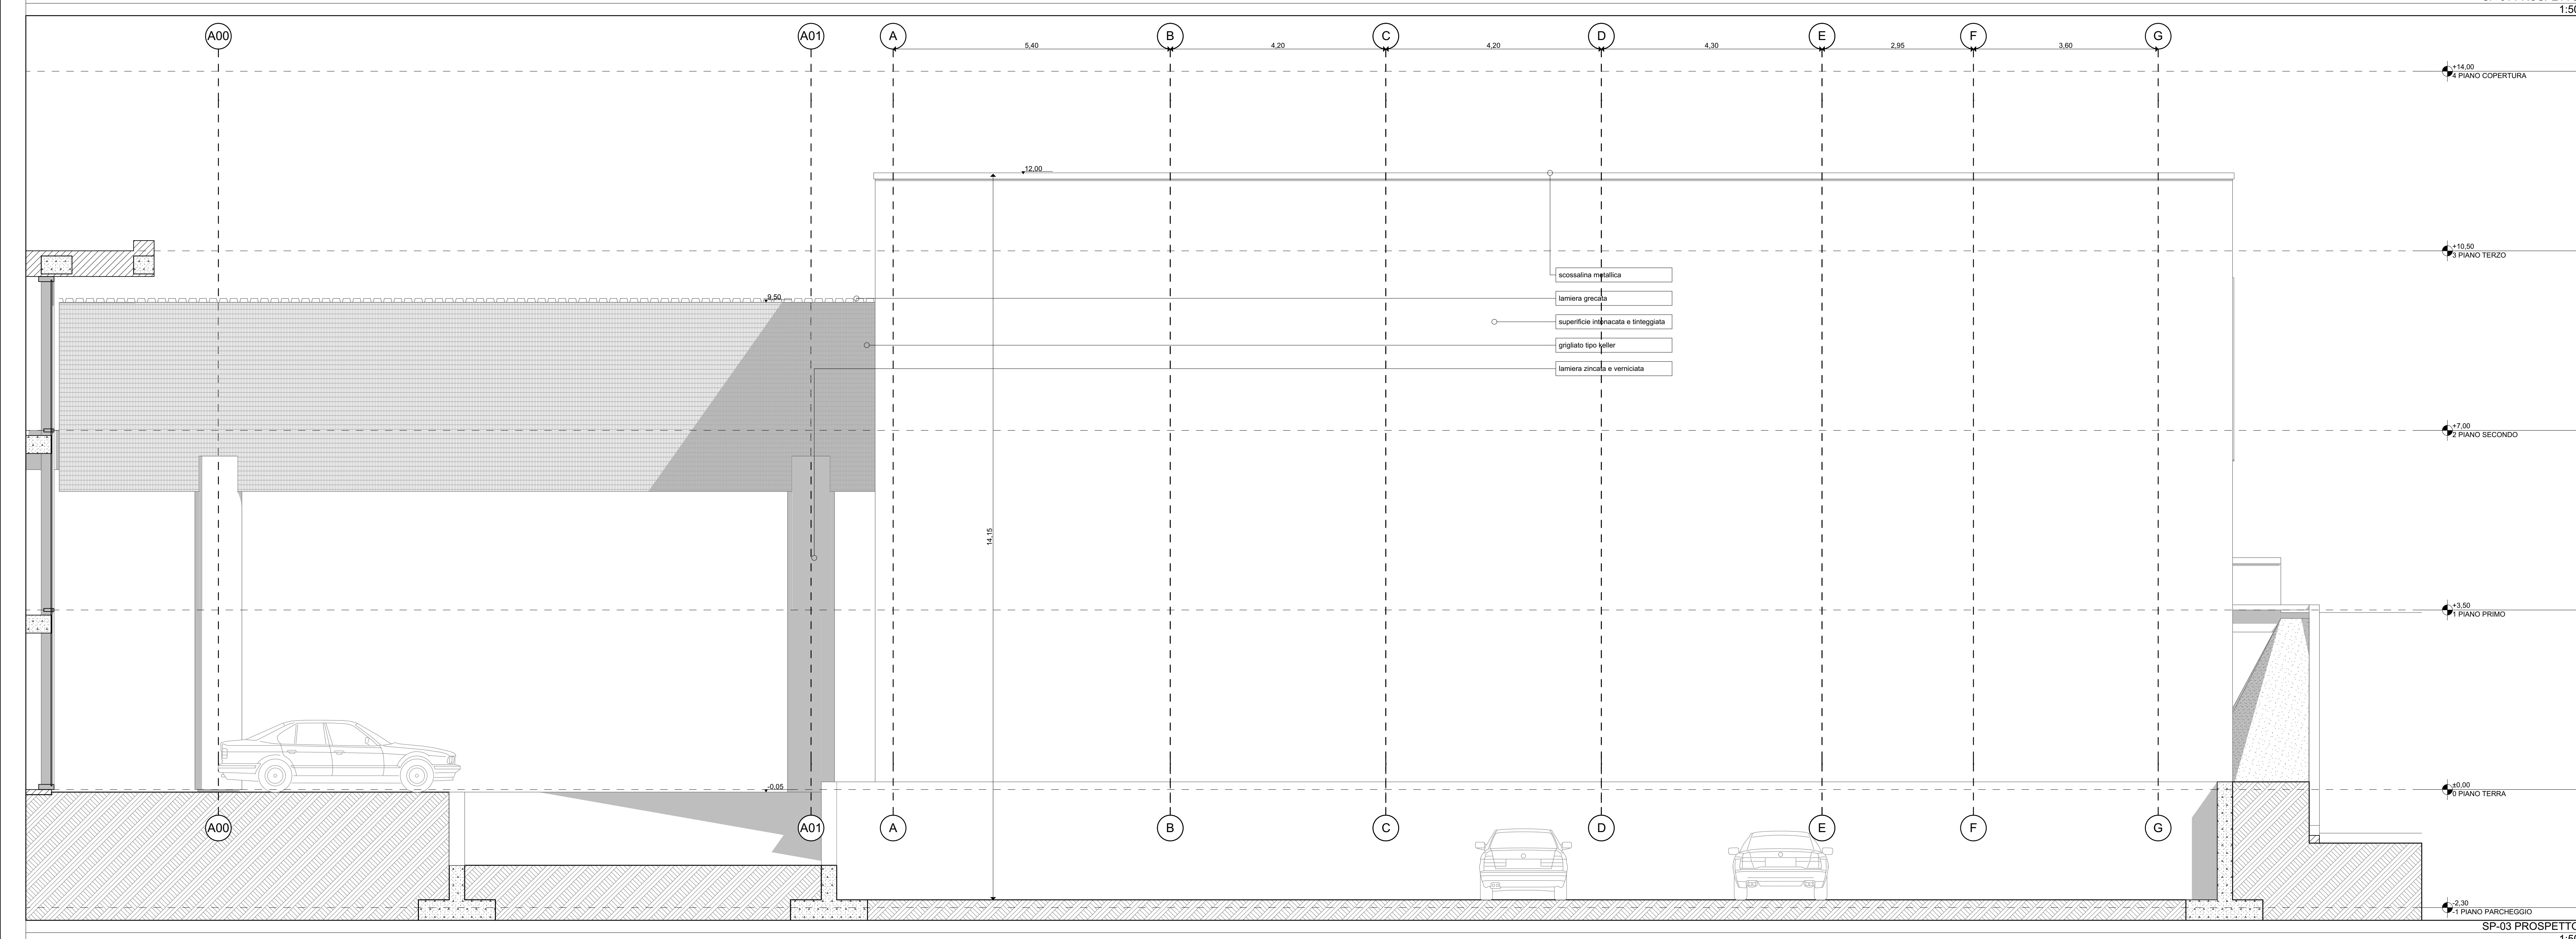 1:50
A00
A01
A
B
C
D
E
F
G
5,40
4,20
4,20
4,30
2,95
3,60
+14,00
4 PIANO COPERTURA
12,00
+10,50
3 PIANO TERZO
scossalina metallica
9,50
lamiera grecata
superificie intonacata e tinteggiata
grigliato tipo keller
lamiera zincata e verniciata
+7,00
2 PIANO SECONDO
14,15
+3,50
1 PIANO PRIMO
-0,05
±0,00
0 PIANO TERRA
A00
A01
A
B
C
D
E
F
G
-2,30
-1 PIANO PARCHEGGIO
SP-03 PROSPETTO